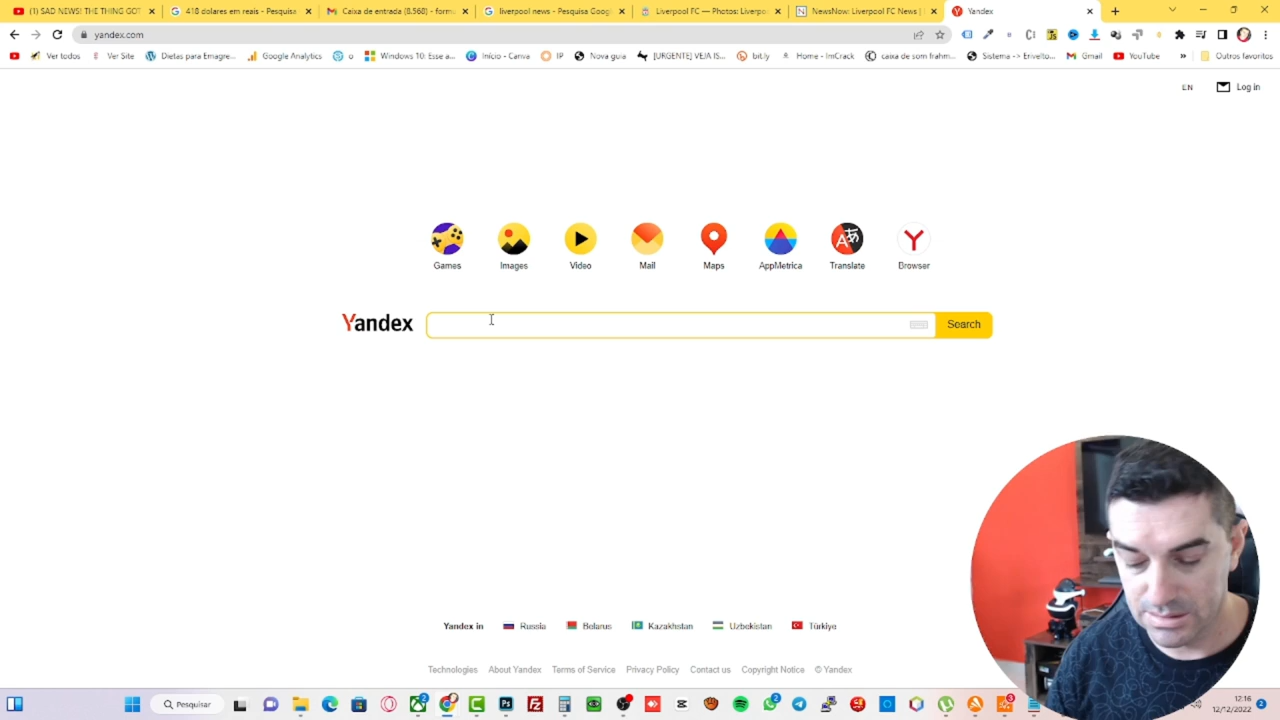 (1) SAD NEWS! THE THING GOT
418 dolares em reais - Pesquisa
Caixa de entrada (8.568) - form
liverpool news - Pesquisa Goog
Liverpool FC — Photos: Liverpo
NewsNow: Liverpool FC News |
Yandex
yandex.com
Ver todos
Ver Site
Dietas para Emagre...
Google Analytics
o
Windows 10: Esse a...
Início - Canva
IP
Nova guia
[URGENTE] VEJA IS...
bit.ly
Home - ImCrack
caixa de som frahm...
Sistema -> Erivelto...
Gmail
YouTube
»
Outros favoritos
EN
Log in
Games
Images
Video
Mail
Maps
AppMetrica
Translate
Browser
Yandex
Search
Yandex in
Russia
Belarus
Kazakhstan
Uzbekistan
Türkiye
Technologies
About Yandex
Terms of Service
Privacy Policy
Contact us
Copyright Notice
© Yandex
Pesquisar
12:16
12/12/2022